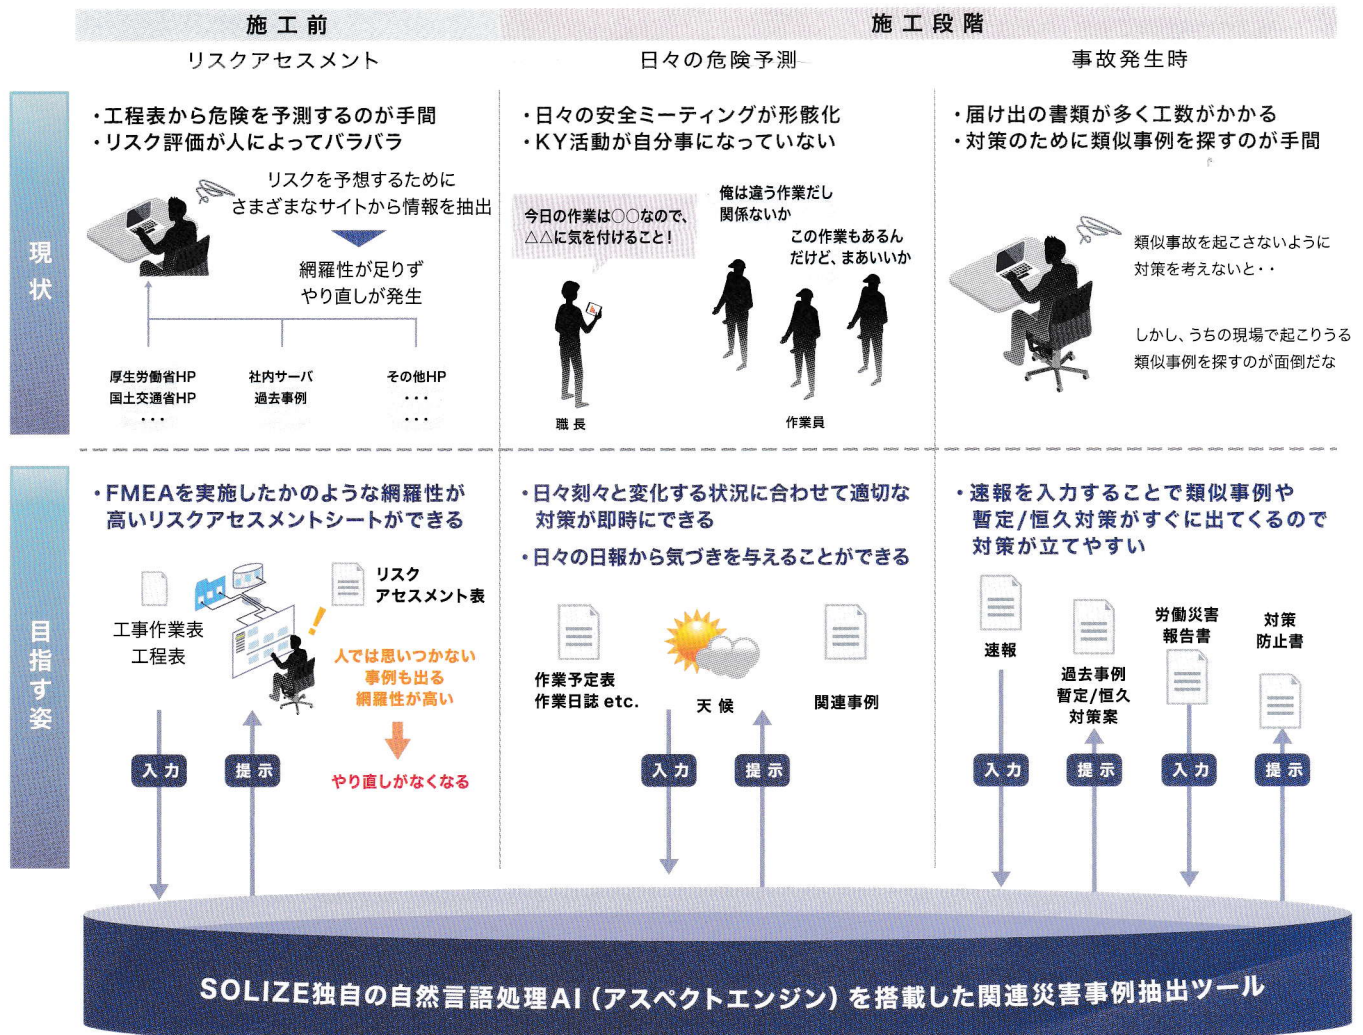 施工前
施工段階
リスクアセスメント
日々の危険予測
事故発生時
現状
・工程表から危険を予測するのが手間
・リスク評価が人によってバラバラ
リスクを予想するために
さまざまなサイトから情報を抽出
網羅性が足りず
やり直しが発生
厚生労働省HP
国土交通省HP
・・・
社内サーバ
過去事例
その他HP
・・・
・・・
・日々の安全ミーティングが形骸化
・KY活動が自分事になっていない
今日の作業は○○なので、
△△に気を付けること!
俺は違う作業だし
関係ないか
この作業もあるん
だけど、まあいいか
職長
作業員
・届け出の書類が多く工数がかかる
・対策のために類似事例を探すのが手間
類似事故を起こさないように
対策を考えないと・・
しかし、うちの現場で起こりうる
類似事例を探すのが面倒だな
目指す姿
・FMEAを実施したかのような網羅性が
高いリスクアセスメントシートができる
工事作業表
工程表
リスク
アセスメント表
人では思いつかない
事例も出る
網羅性が高い
やり直しがなくなる
入力
提示
・日々刻々と変化する状況に合わせて適切な
対策が即時にできる
・日々の日報から気づきを与えることができる
作業予定表
作業日誌 etc.
天候
関連事例
入力
提示
・速報を入力することで類似事例や
暫定/恒久対策がすぐに出てくるので
対策が立てやすい
速報
過去事例
暫定/恒久
対策案
労働災害
報告書
対策
防止書
入力
提示
入力
提示
SOLIZE独自の自然言語処理AI(アスペクトエンジン)を搭載した関連災害事例抽出ツール